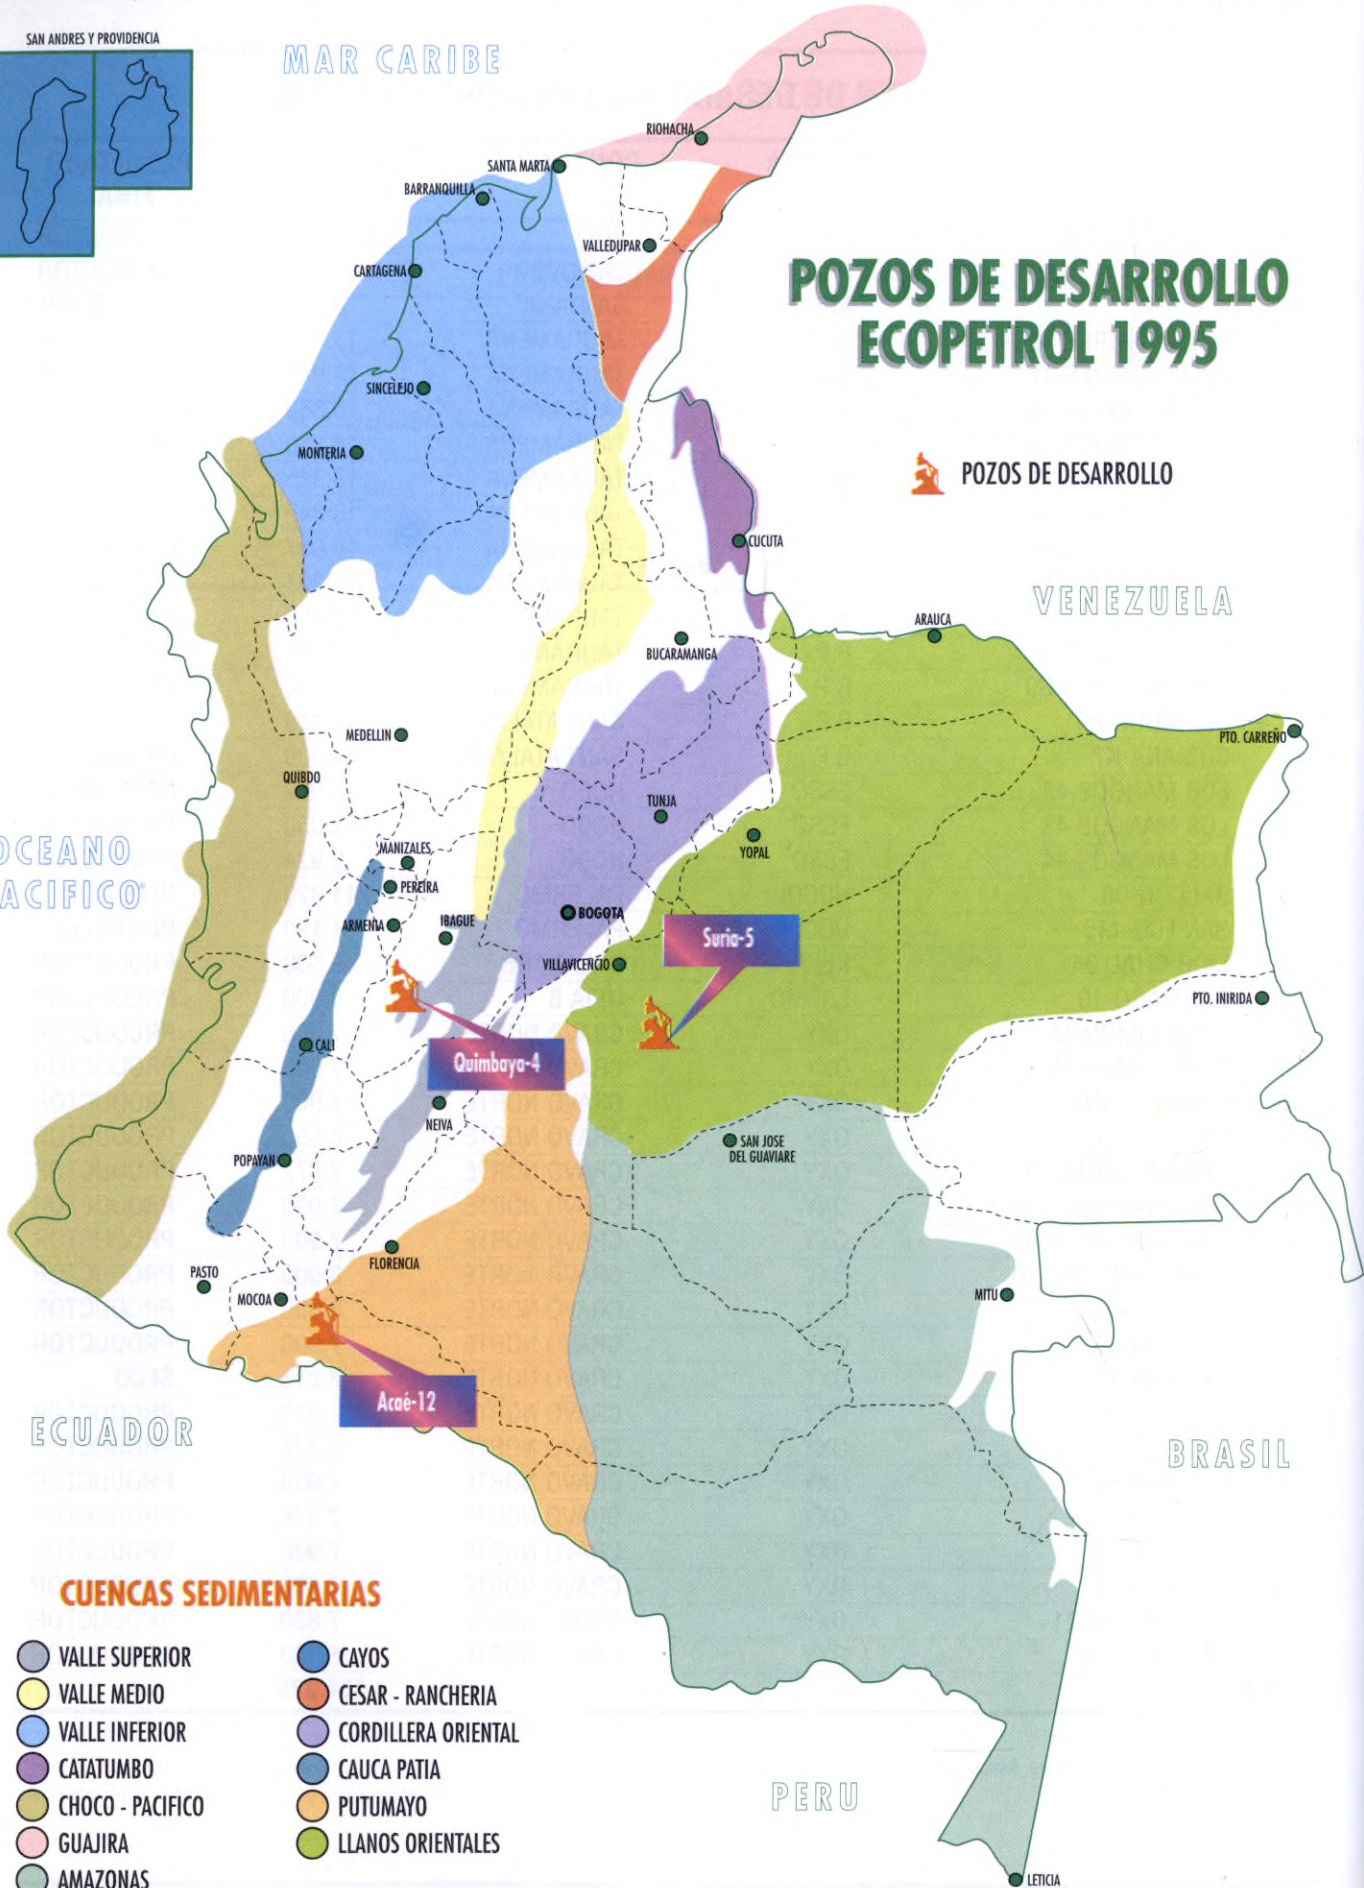 SAN ANDRES Y PROVIDENCIA
MAR CARIBE
RIOHACHA
SANTA MARTA
BARRANQUILLA
VALLEDUPAR
CARTAGENA
POZOS DE DESARROLLO
ECOPETROL 1995
SINCELEJO
MONTERIA
POZOS DE DESARROLLO
CUCUTA
VENEZUELA
ARAUCA
BUCARAMANGA
MEDELLIN
PTO. CARREÑO
QUIBDO
TUNJA
YOPAL
OCEANO
PACIFICO
MANIZALES
PEREIRA
ARMENIA
IBAGUE
BOGOTA
Suria-5
VILLAVICENCIO
PTO. INIRIDA
CALI
Quimbaya-4
NEIVA
SAN JOSE
DEL GUAVIARE
POPAYAN
FLORENCIA
PASTO
MOCOA
MITU
Acaé-12
ECUADOR
BRASIL
CUENCAS SEDIMENTARIAS
VALLE SUPERIOR
VALLE MEDIO
VALLE INFERIOR
CATATUMBO
CHOCO - PACIFICO
GUAJIRA
AMAZONAS
CAYOS
CESAR - RANCHERIA
CORDILLERA ORIENTAL
CAUCA PATIA
PUTUMAYO
LLANOS ORIENTALES
PERU
LETICIA